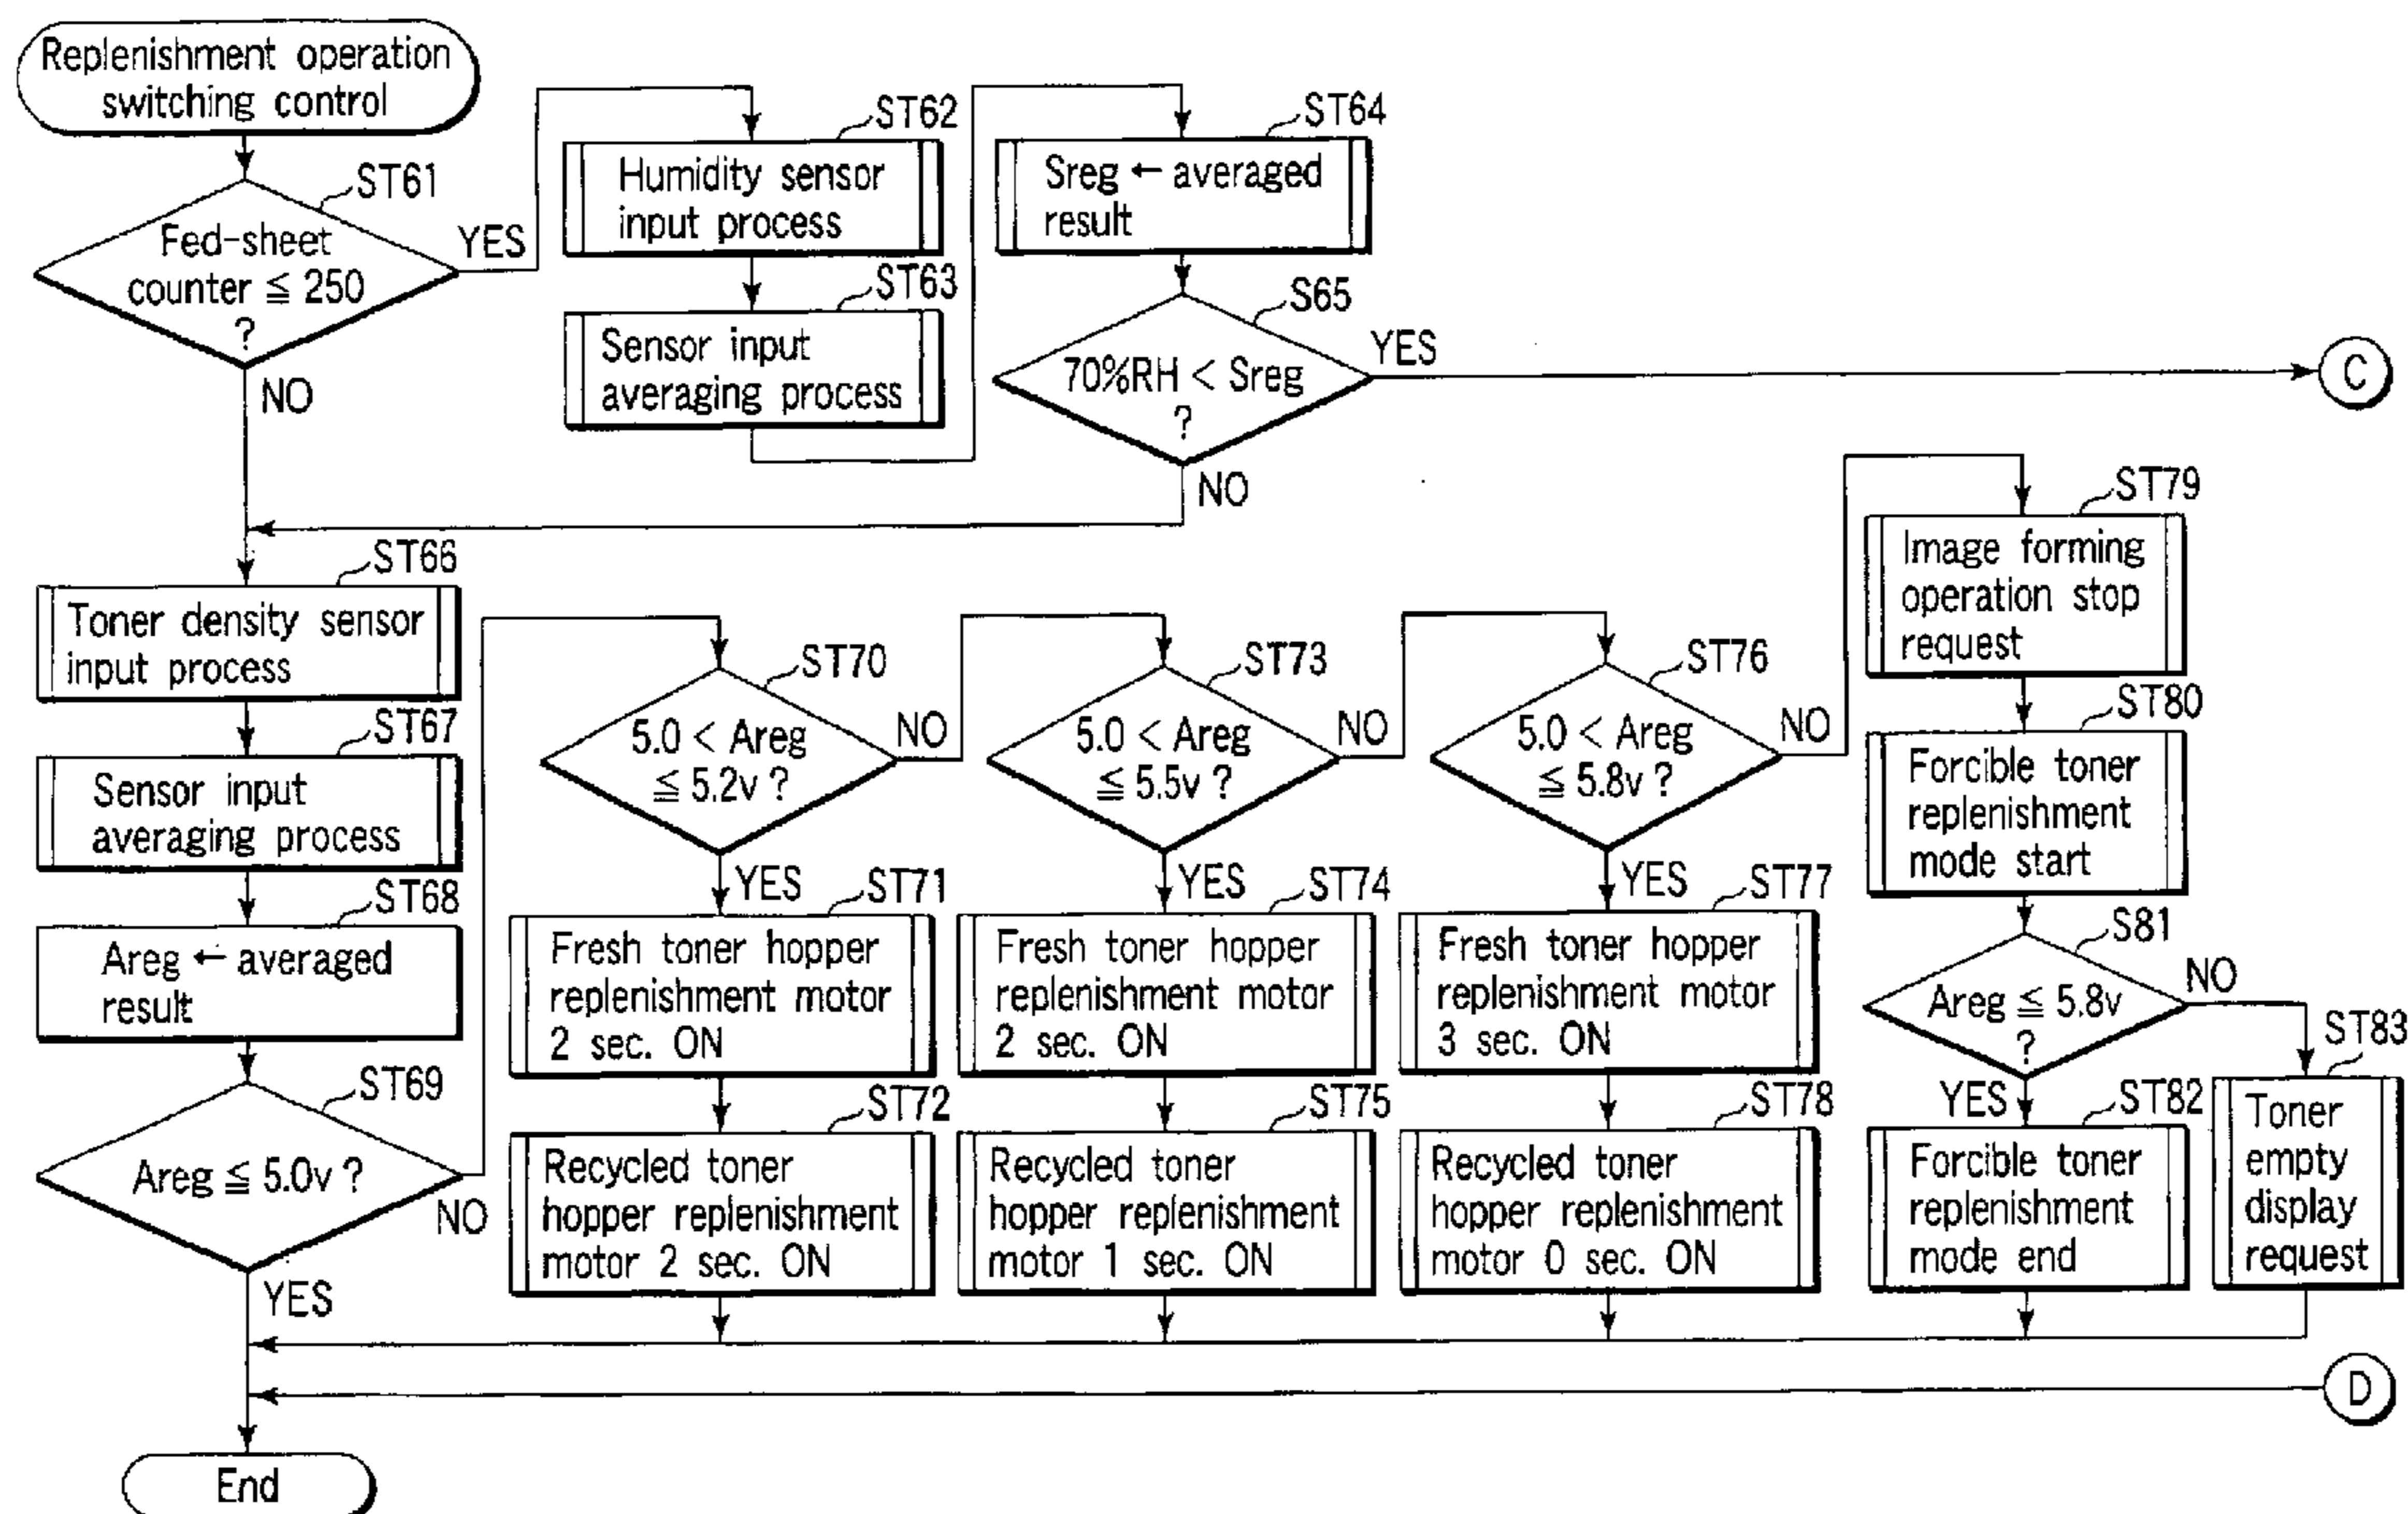 Replenishment operation
switching control
ST61
Fed-sheet
counter ≦ 250
?
YES
NO
ST62
Humidity sensor
input process
ST63
Sensor input
averaging process
ST64
Sreg ← averaged
result
S65
70%RH < Sreg
?
YES
C
NO
ST66
Toner density sensor
input process
ST67
Sensor input
averaging process
ST68
Areg ← averaged
result
ST69
Areg ≦ 5.0v ?
NO
YES
ST70
5.0 < Areg
≦ 5.2v ?
NO
YES
ST71
Fresh toner hopper
replenishment motor
2 sec. ON
ST72
Recycled toner
hopper replenishment
motor 2 sec. ON
ST73
5.0 < Areg
≦ 5.5v ?
NO
YES
ST74
Fresh toner hopper
replenishment motor
2 sec. ON
ST75
Recycled toner
hopper replenishment
motor 1 sec. ON
ST76
5.0 < Areg
≦ 5.8v ?
NO
YES
ST77
Fresh toner hopper
replenishment motor
3 sec. ON
ST78
Recycled toner
hopper replenishment
motor 0 sec. ON
ST79
Image forming
operation stop
request
ST80
Forcible toner
replenishment
mode start
S81
Areg ≦ 5.8v
?
NO
YES
ST82
Forcible toner
replenishment
mode end
ST83
Toner
empty
display
request
D
End